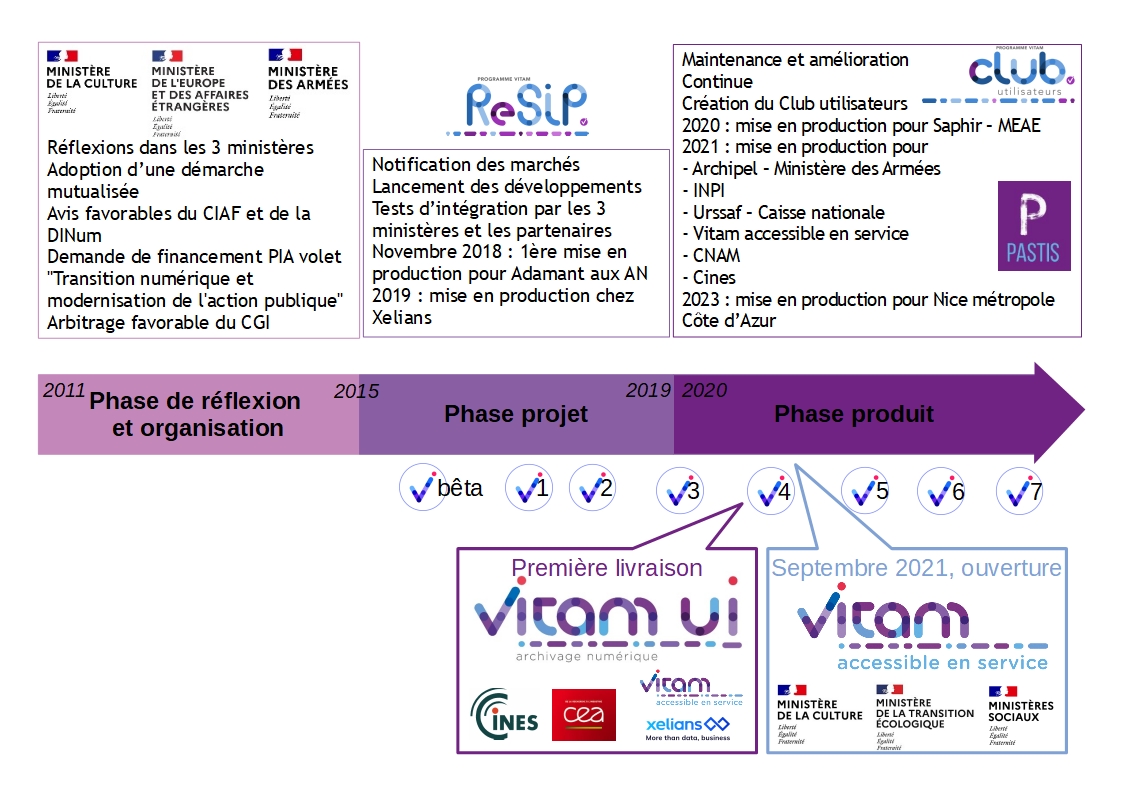 MINISTÈRE
DE LA CULTURE
Liberté
Égalité
Fraternité
MINISTÈRE
DE L'EUROPE
ET DES AFFAIRES
ÉTRANGÈRES
Liberté
Égalité
Fraternité
MINISTÈRE
DES ARMÉES
Liberté
Égalité
Fraternité
Réflexions dans les 3 ministères
Adoption d'une démarche
mutualisée
Avis favorables du CIAF et de la
DINum
Demande de financement PIA volet
"Transition numérique et
modernisation de l'action publique"
Arbitrage favorable du CGI
PROGRAMME VITAM
ReSiP
Notification des marchés
Lancement des développements
Tests d'intégration par les 3
ministères et les partenaires
Novembre 2018 : 1ère mise en
production pour Adamant aux AN
2019 : mise en production chez
Xelians
PROGRAMME VITAM
club
utilisateurs
Maintenance et amélioration
Continue
Création du Club utilisateurs
2020 : mise en production pour Saphir – MEAE
2021 : mise en production pour
- Archipel – Ministère des Armées
- INPI
- Urssaf – Caisse nationale
- Vitam accessible en service
- CNAM
- Cines
2023 : mise en production pour Nice métropole
Côte d'Azur
P
PASTIS
2011
Phase de réflexion
et organisation
2015
Phase projet
2019
2020
Phase produit
bêta
1
2
3
4
5
6
7
Première livraison
vitam ui
archivage numérique
CINES
cea
vitam
accessible en service
xelians
More than data, business
Septembre 2021, ouverture
vitam
accessible en service
MINISTÈRE
DE LA CULTURE
Liberté
Égalité
Fraternité
MINISTÈRE
DE LA TRANSITION
ÉCOLOGIQUE
Liberté
Égalité
Fraternité
MINISTÈRES
SOCIAUX
Liberté
Égalité
Fraternité